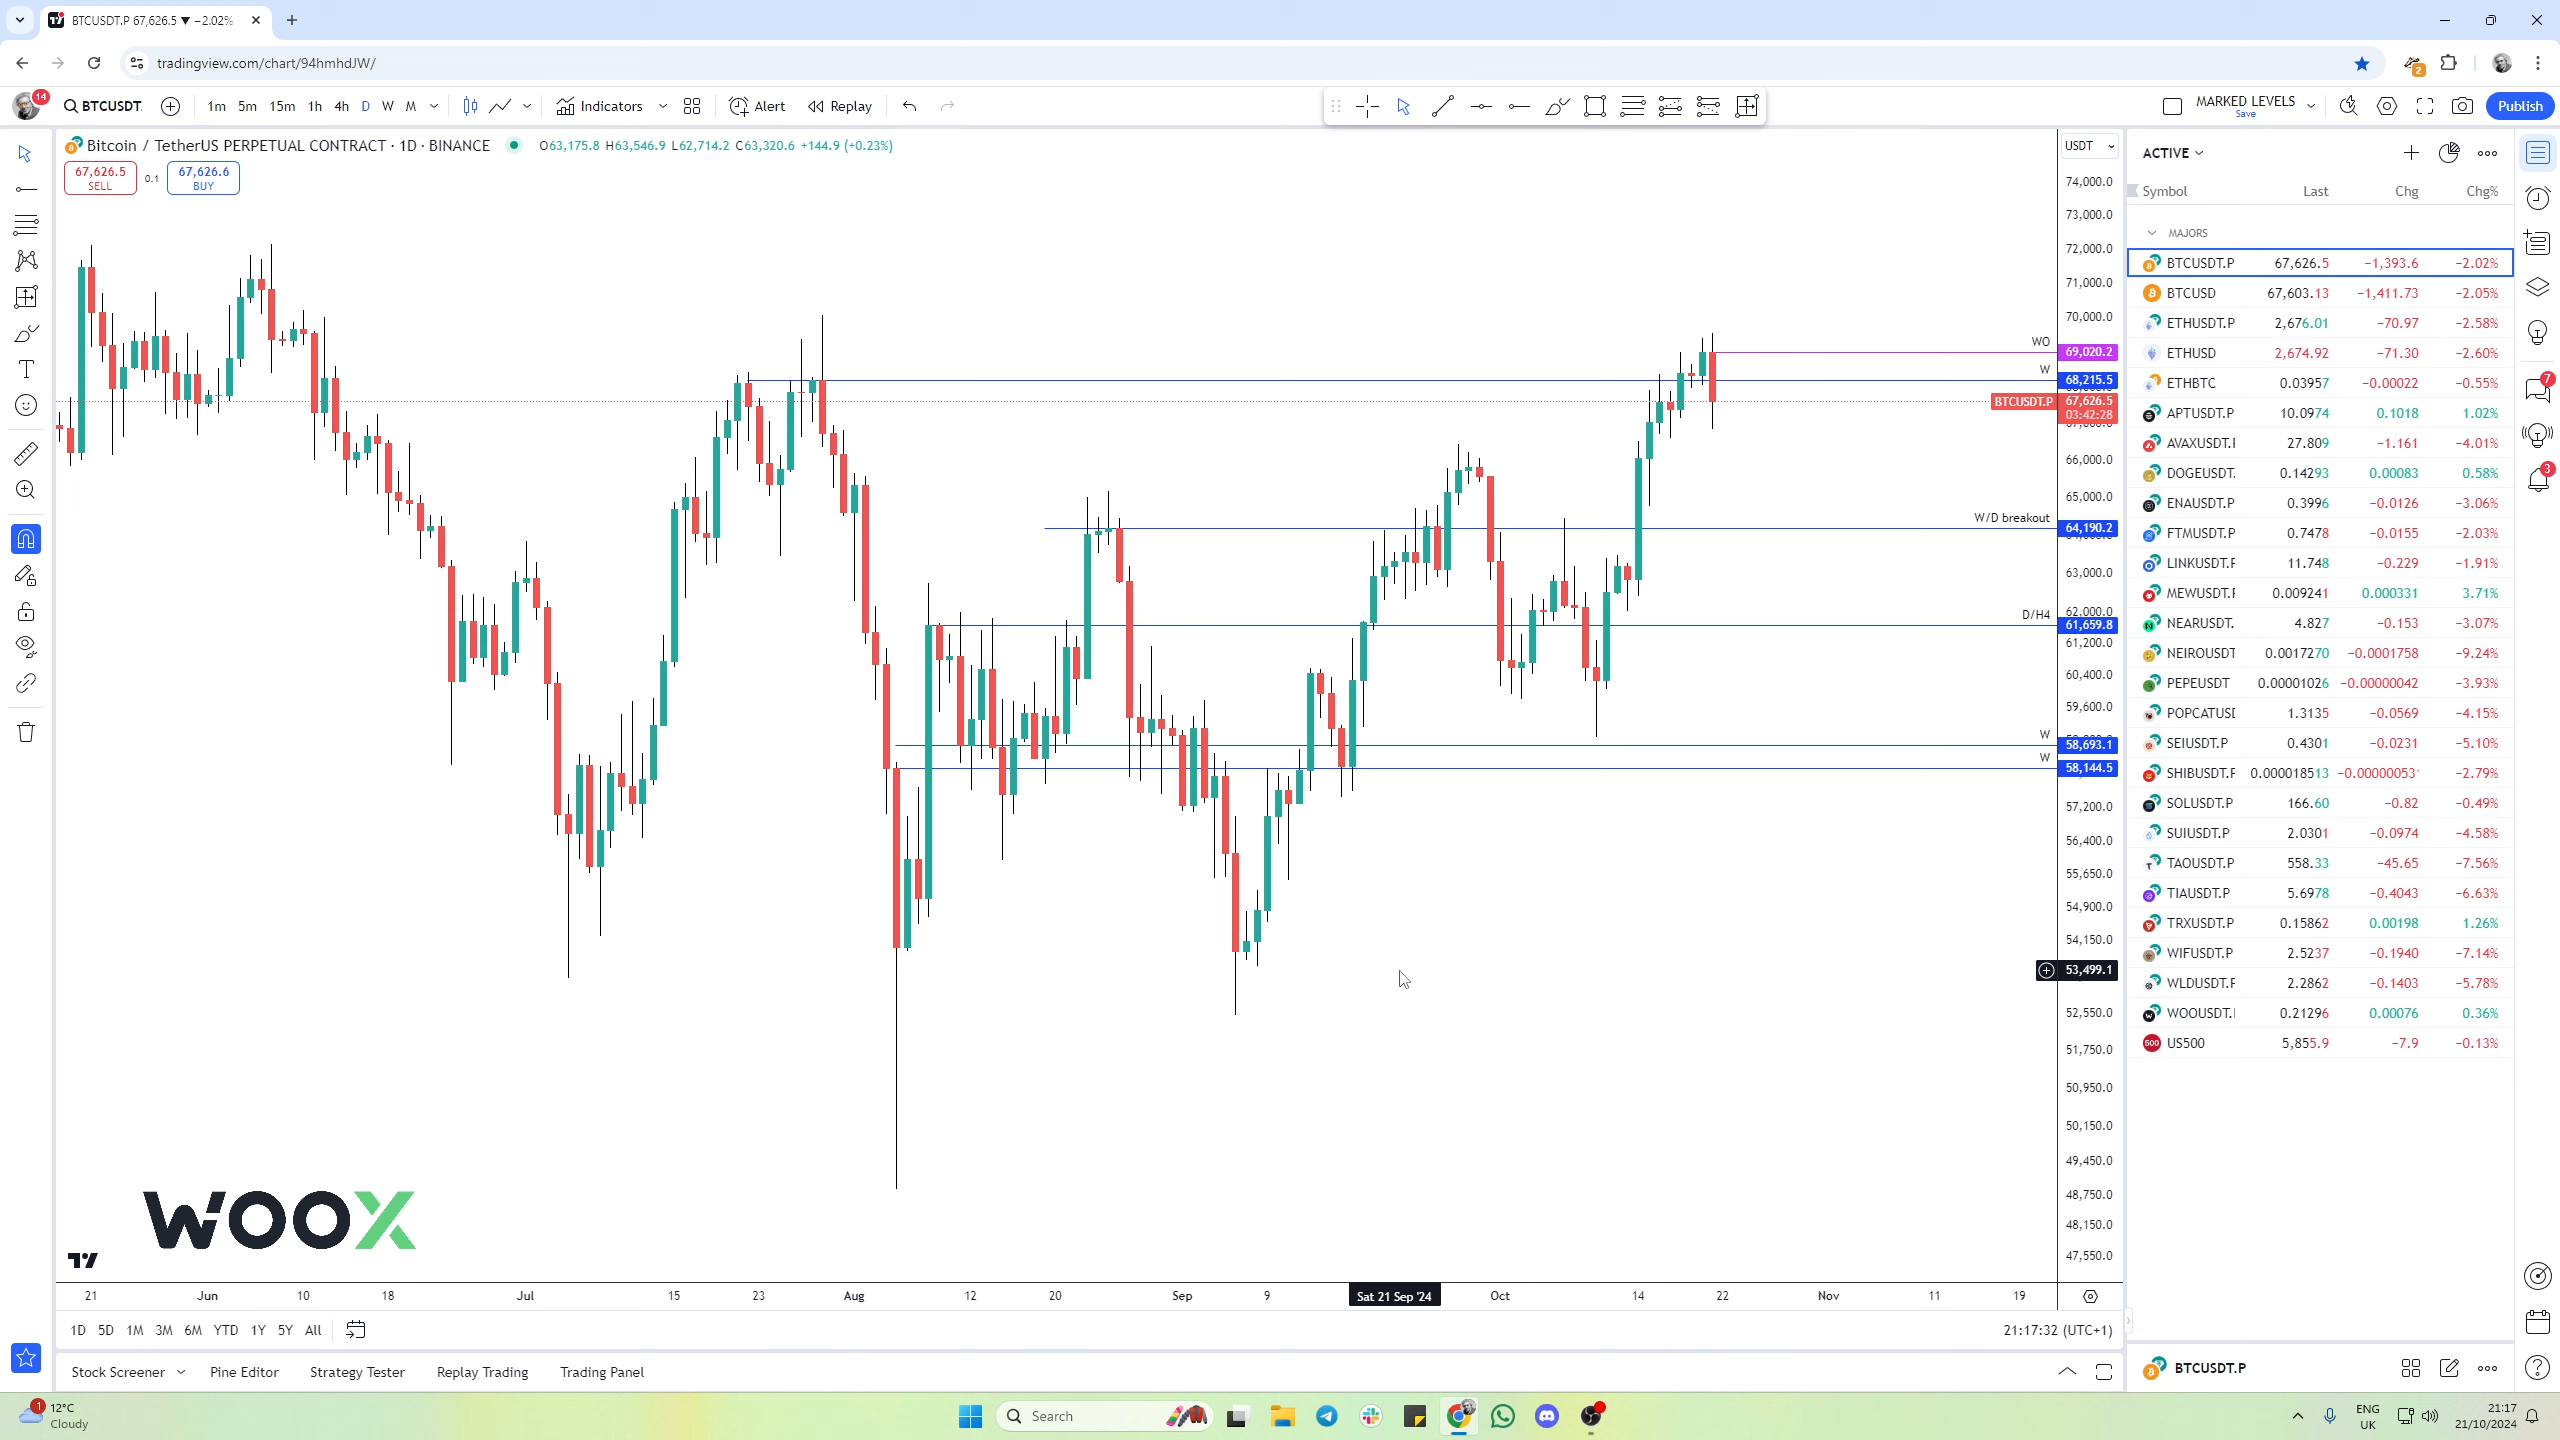 BTCUSDT.P 67,626.5 ▼ −2.02%
tradingview.com/chart/94hmhdJW/
14
BTCUSDT.
1m 5m 15m 1h 4h D W M
Indicators
Alert
Replay
MARKED LEVELS
Save
Publish
2
Bitcoin / TetherUS PERPETUAL CONTRACT · 1D · BINANCE
O63,175.8 H63,546.9 L62,714.2 C63,320.6 +144.9 (+0.23%)
67,626.5
SELL
0.1
67,626.6
BUY
USDT
74,000.0
73,000.0
72,000.0
71,000.0
70,000.0
WO
69,020.2
W
68,215.5
BTCUSDT.P
67,626.5
03:42:28
66,000.0
65,000.0
W/D breakout
64,190.2
63,000.0
62,000.0
D/H4
61,659.8
61,200.0
60,400.0
59,600.0
W
58,693.1
W
58,144.5
57,200.0
56,400.0
55,650.0
54,900.0
54,150.0
53,499.1
52,550.0
51,750.0
50,950.0
50,150.0
49,450.0
48,750.0
48,150.0
47,550.0
WOOX
21 Jun 10 18 Jul 15 23 Aug 12 20 Sep 9 Sat 21 Sep '24 Oct 14 22 Nov 11 19
1D 5D 1M 3M 6M YTD 1Y 5Y All
21:17:32 (UTC+1)
Stock Screener
Pine Editor
Strategy Tester
Replay Trading
Trading Panel
ACTIVE
Symbol Last Chg Chg%
MAJORS
BTCUSDT.P 67,626.5 −1,393.6 −2.02%
BTCUSD 67,603.13 −1,411.73 −2.05%
ETHUSDT.P 2,676.01 −70.97 −2.58%
ETHUSD 2,674.92 −71.30 −2.60%
ETHBTC 0.03957 −0.00022 −0.55%
APTUSDT.P 10.0974 0.1018 1.02%
AVAXUSDT. 27.809 −1.161 −4.01%
DOGEUSDT. 0.14293 0.00083 0.58%
ENAUSDT.P 0.3996 −0.0126 −3.06%
FTMUSDT.P 0.7478 −0.0155 −2.03%
LINKUSDT.F 11.748 −0.229 −1.91%
MEWUSDT. 0.009241 0.000331 3.71%
NEARUSDT. 4.827 −0.153 −3.07%
NEIROUSDT 0.0017270 −0.0001758 −9.24%
PEPEUSDT 0.00001026 −0.00000042 −3.93%
POPCATUSD 1.3135 −0.0569 −4.15%
SEIUSDT.P 0.4301 −0.0231 −5.10%
SHIBUSDT.F 0.000018513 −0.00000053 −2.79%
SOLUSDT.P 166.60 −0.82 −0.49%
SUIUSDT.P 2.0301 −0.0974 −4.58%
TAOUSDT.P 558.33 −45.65 −7.56%
TIAUSDT.P 5.6978 −0.4043 −6.63%
TRXUSDT.P 0.15862 0.00198 1.26%
WIFUSDT.P 2.5237 −0.1940 −7.14%
WLDUSDT.F 2.2862 −0.1403 −5.78%
WOOUSDT. 0.21296 0.00076 0.36%
500 US500 5,855.9 −7.9 −0.13%
7
3
BTCUSDT.P
1
12°C
Cloudy
Search
ENG
UK
21:17
21/10/2024